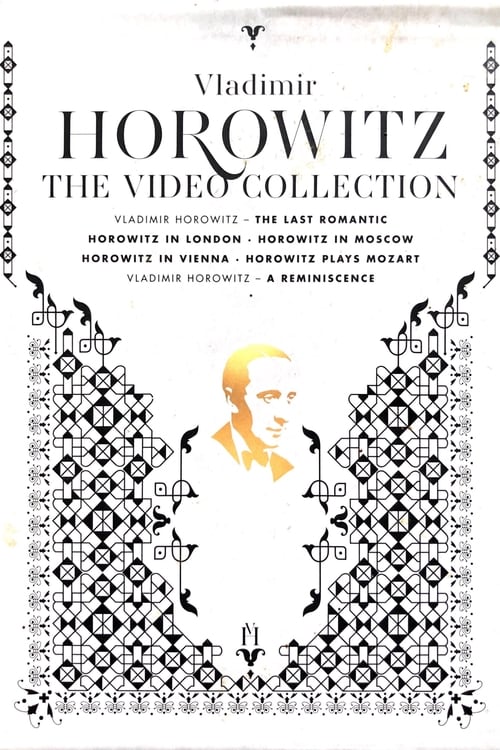 Vladimir
HOROWITZ
THE VIDEO COLLECTION
VLADIMIR HOROWITZ – THE LAST ROMANTIC
HOROWITZ IN LONDON · HOROWITZ IN MOSCOW
HOROWITZ IN VIENNA · HOROWITZ PLAYS MOZART
VLADIMIR HOROWITZ – A REMINISCENCE
VH